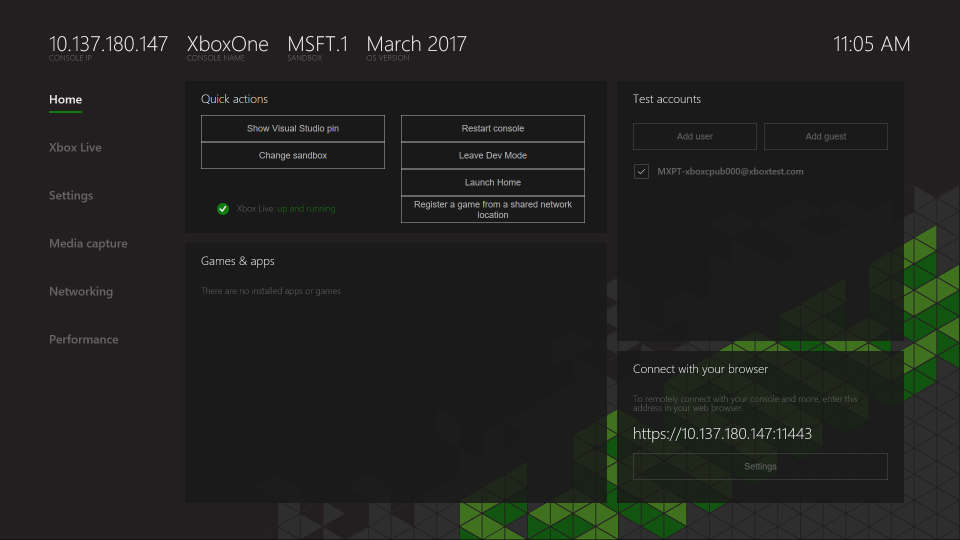 10.137.180.147 XboxOne MSFT.1 March 2017 11:05 AM
CONSOLE IP CONSOLE NAME SANDBOX OS VERSION
Home
Xbox Live
Settings
Media capture
Networking
Performance
Quick actions
Show Visual Studio pin
Change sandbox
Xbox Live: up and running
Restart console
Leave Dev Mode
Launch Home
Register a game from a shared network
location
Games & apps
There are no installed apps or games
Test accounts
Add user Add guest
MXPT-xboxcpub000@xboxtest.com
Connect with your browser
To remotely connect with your console and more, enter this
address in your web browser
https://10.137.180.147:11443
Settings